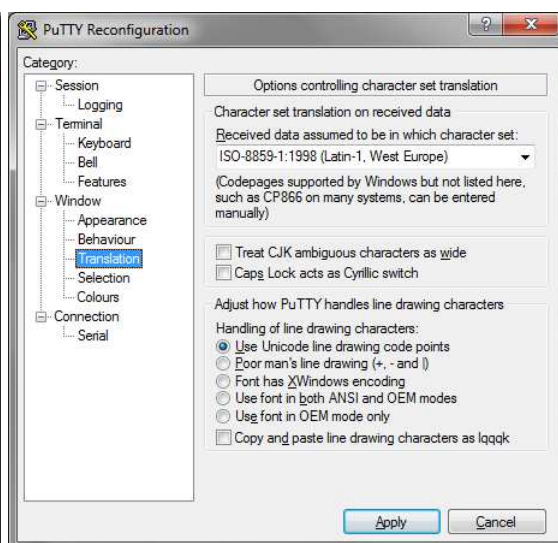 PuTTY Reconfiguration
Category:
Session
Logging
Terminal
Keyboard
Bell
Features
Window
Appearance
Behaviour
Translation
Selection
Colours
Connection
Serial
Options controlling character set translation
Character set translation on received data
Received data assumed to be in which character set:
ISO-8859-1:1998 (Latin-1, West Europe)
(Codepages supported by Windows but not listed here,
such as CP866 on many systems, can be entered
manually)
Treat CJK ambiguous characters as wide
Caps Lock acts as Cyrillic switch
Adjust how PuTTY handles line drawing characters
Handling of line drawing characters:
Use Unicode line drawing code points
Poor man's line drawing (+, - and |)
Font has XWindows encoding
Use font in both ANSI and OEM modes
Use font in OEM mode only
Copy and paste line drawing characters as lqqqk
Apply
Cancel